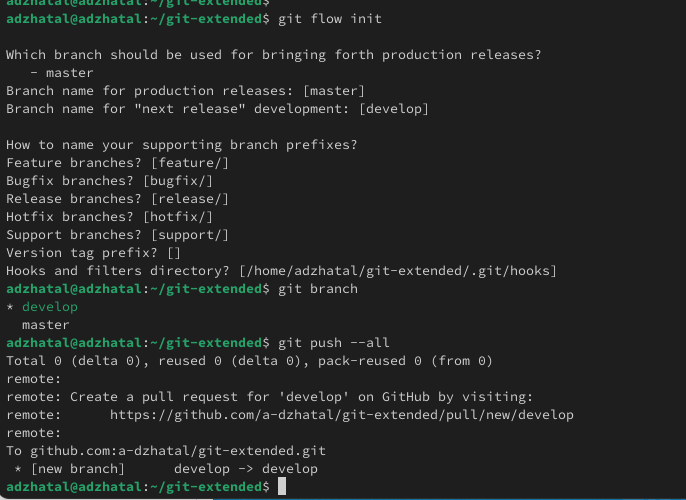 adzhatal@adzhatal:~/git-extended$
adzhatal@adzhatal:~/git-extended$ git flow init
Which branch should be used for bringing forth production releases?
   - master
Branch name for production releases: [master]
Branch name for "next release" development: [develop]
How to name your supporting branch prefixes?
Feature branches? [feature/]
Bugfix branches? [bugfix/]
Release branches? [release/]
Hotfix branches? [hotfix/]
Support branches? [support/]
Version tag prefix? []
Hooks and filters directory? [/home/adzhatal/git-extended/.git/hooks]
adzhatal@adzhatal:~/git-extended$ git branch
* develop
  master
adzhatal@adzhatal:~/git-extended$ git push --all
Total 0 (delta 0), reused 0 (delta 0), pack-reused 0 (from 0)
remote:
remote: Create a pull request for 'develop' on GitHub by visiting:
remote:      https://github.com/a-dzhatal/git-extended/pull/new/develop
remote:
To github.com:a-dzhatal/git-extended.git
 * [new branch]      develop -> develop
adzhatal@adzhatal:~/git-extended$